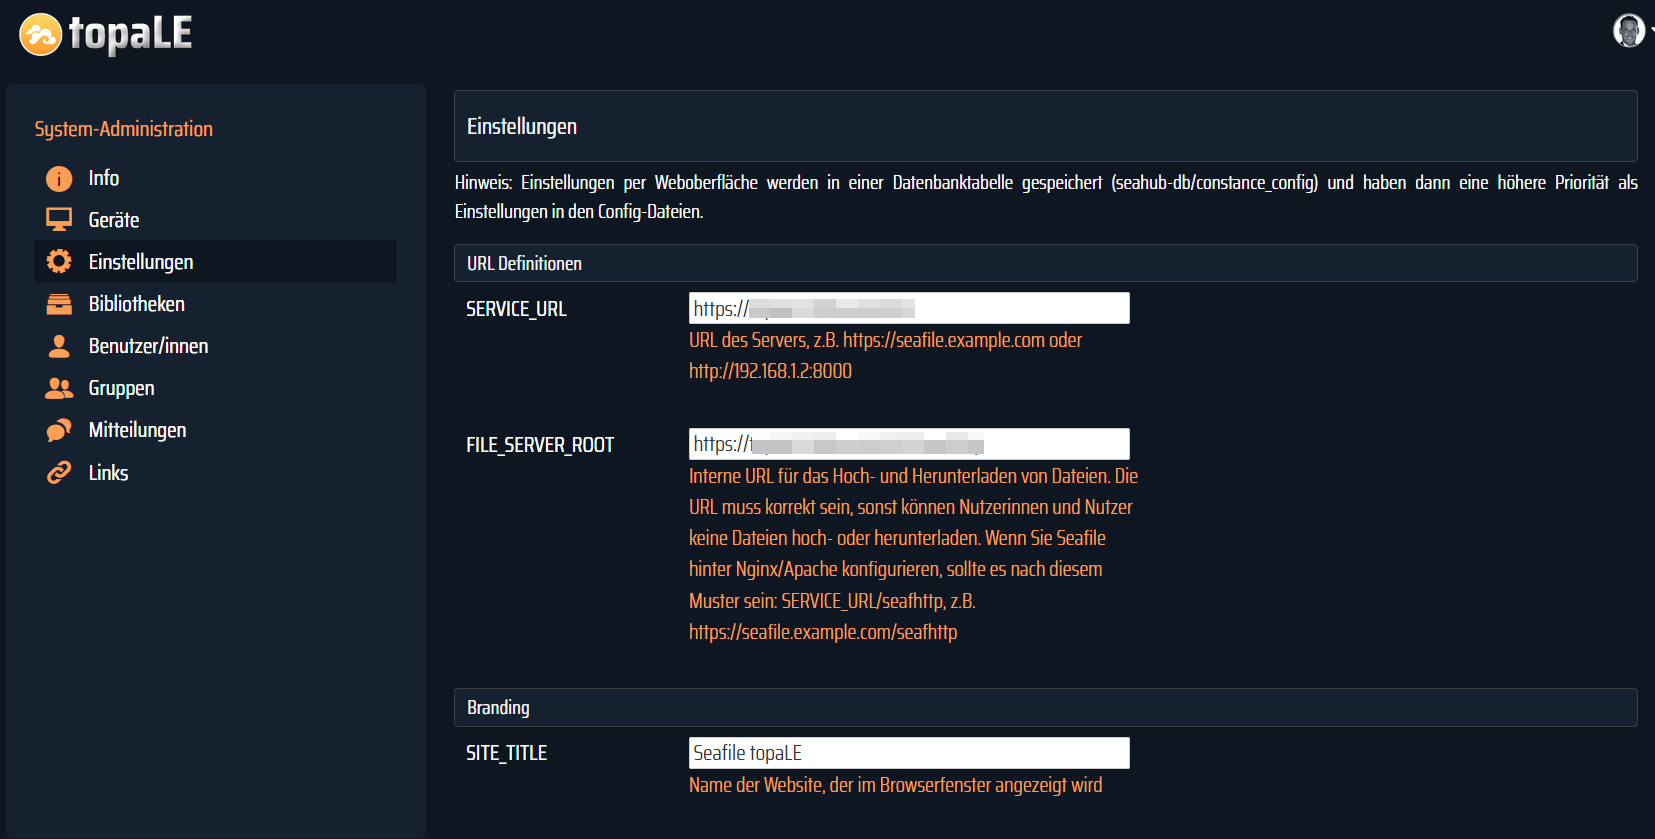 topaLE
System-Administration
Info
Geräte
Einstellungen
Bibliotheken
Benutzer/innen
Gruppen
Mitteilungen
Links
Einstellungen
Hinweis: Einstellungen per Weboberfläche werden in einer Datenbanktabelle gespeichert (seahub-db/constance_config) und haben dann eine höhere Priorität als
Einstellungen in den Config-Dateien.
URL Definitionen
SERVICE_URL
https://
URL des Servers, z.B. https://seafile.example.com oder
http://192.168.1.2:8000
FILE_SERVER_ROOT
https://
Interne URL für das Hoch- und Herunterladen von Dateien. Die
URL muss korrekt sein, sonst können Nutzerinnen und Nutzer
keine Dateien hoch- oder herunterladen. Wenn Sie Seafile
hinter Nginx/Apache konfigurieren, sollte es nach diesem
Muster sein: SERVICE_URL/seafhttp, z.B.
https://seafile.example.com/seafhttp
Branding
SITE_TITLE
Seafile topaLE
Name der Website, der im Browserfenster angezeigt wird